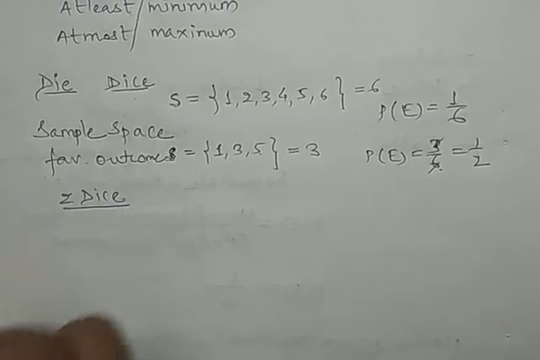 Atleast/minimum
Atmost/maximum
Die Dice S = {1,2,3,4,5,6} = 6
P(E) = 1/6
Sample Space
fav. outcomes = {1,3,5} = 3 P(E) = 3/6 = 1/2
2 Dice